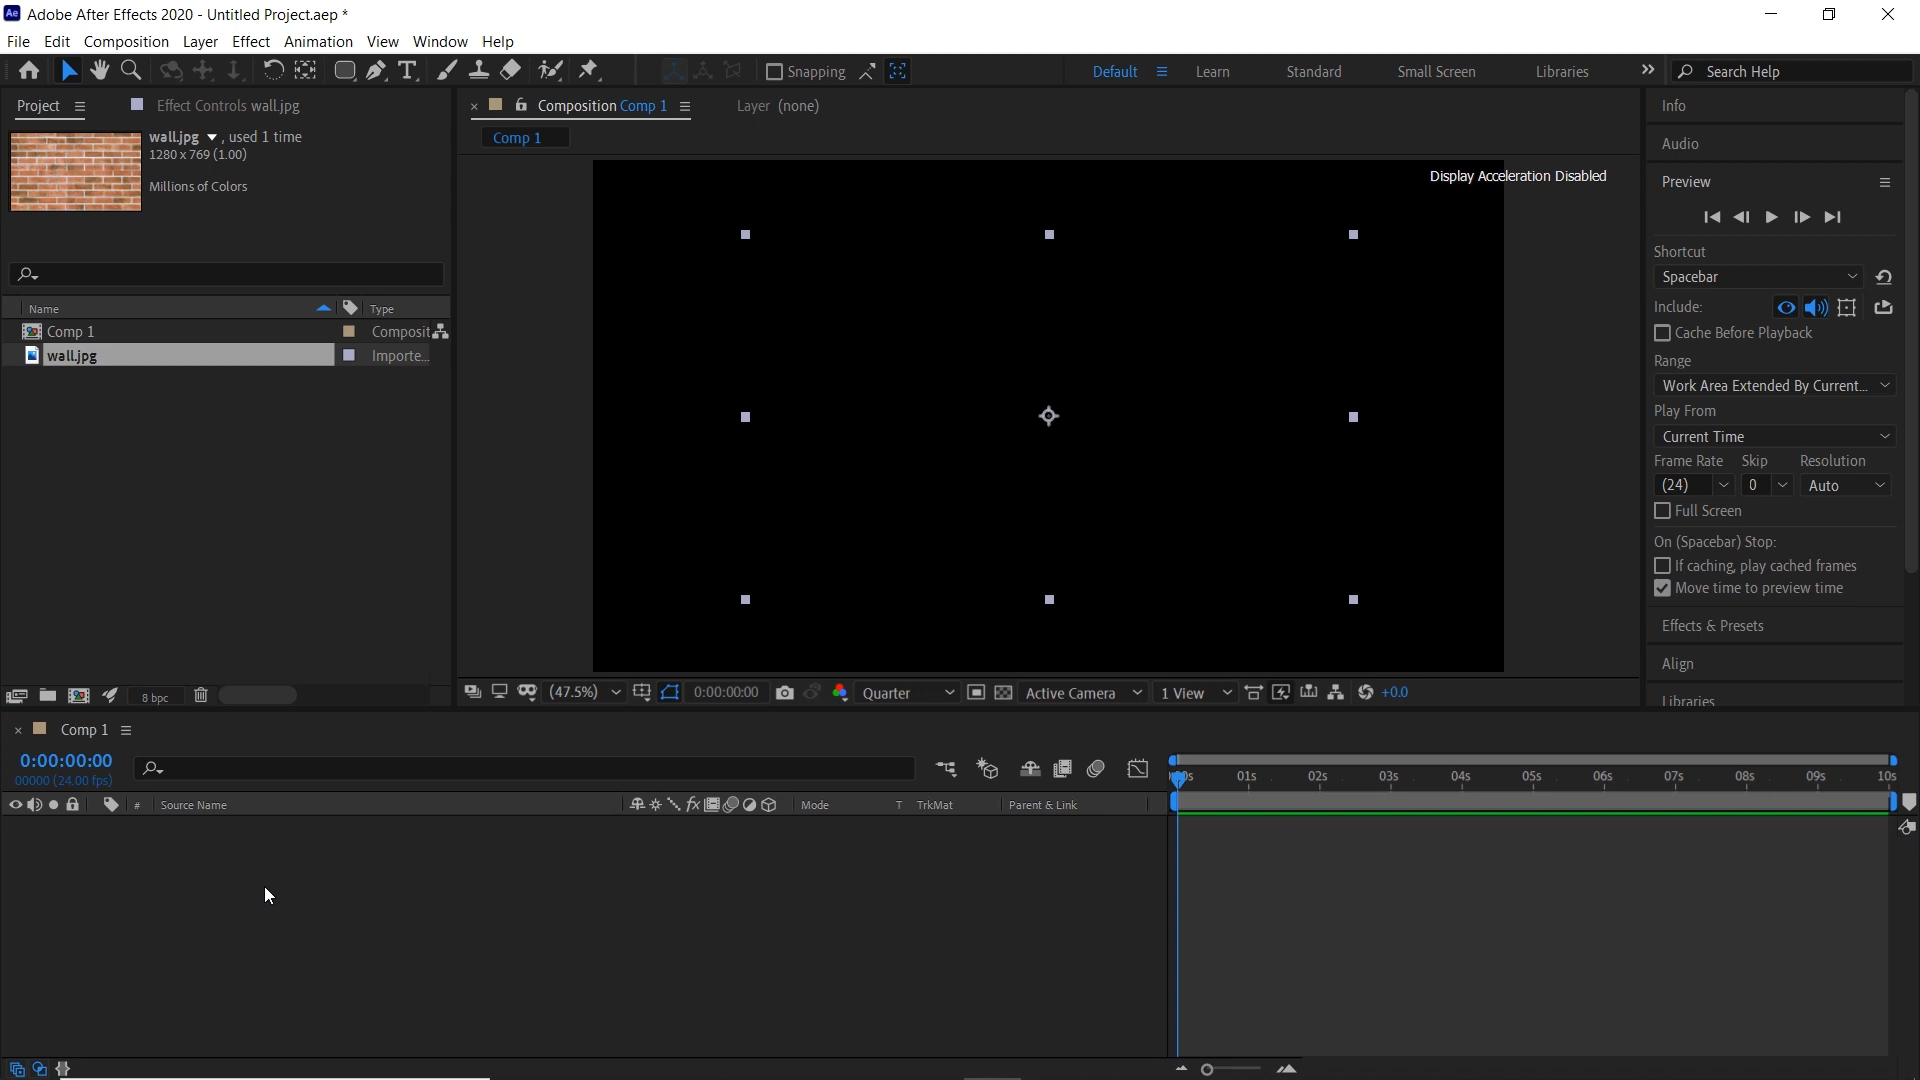 Ae Adobe After Effects 2020 - Untitled Project.aep *
File Edit Composition Layer Effect Animation View Window Help
Snapping Default Learn Standard Small Screen Libraries Search Help
Project Effect Controls wall.jpg
wall.jpg , used 1 time
1280 x 769 (1.00)
Millions of Colors
Name Type
Comp 1 Composit
wall.jpg Importe...
8 bpc
Composition Comp 1 Layer (none)
Comp 1
Display Acceleration Disabled
(47.5%) 0:00:00:00 Quarter Active Camera 1 View +0.0
Info
Audio
Preview
Shortcut
Spacebar
Include:
Cache Before Playback
Range
Work Area Extended By Current...
Play From
Current Time
Frame Rate Skip Resolution
(24) 0 Auto
Full Screen
On (Spacebar) Stop:
If caching, play cached frames
Move time to preview time
Effects & Presets
Align
Libraries
Comp 1
0:00:00:00
00000 (24.00 fps)
01s 02s 03s 04s 05s 06s 07s 08s 09s 10s
# Source Name fx Mode T TrkMat Parent & Link